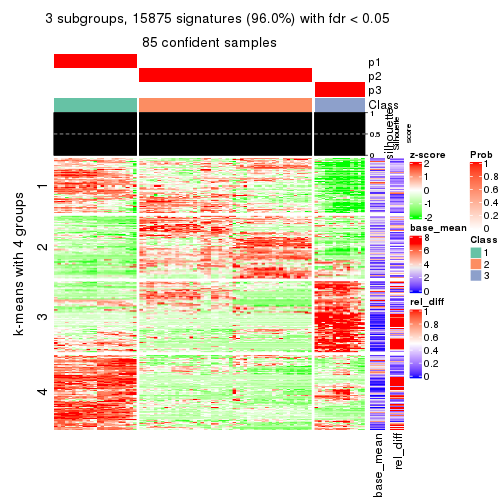 3 subgroups, 15875 signatures (96.0%) with fdr < 0.05
85 confident samples
p1
p2
p3
Class
1
0.5
0
silhouette
Silhouette
score
k-means with 4 groups
1
2
3
4
base_mean
rel_diff
z-score
2
1
0
-1
-2
base_mean
8
6
4
2
0
rel_diff
1
0.8
0.6
0.4
0.2
0
Prob
1
0.8
0.6
0.4
0.2
0
Class
1
2
3